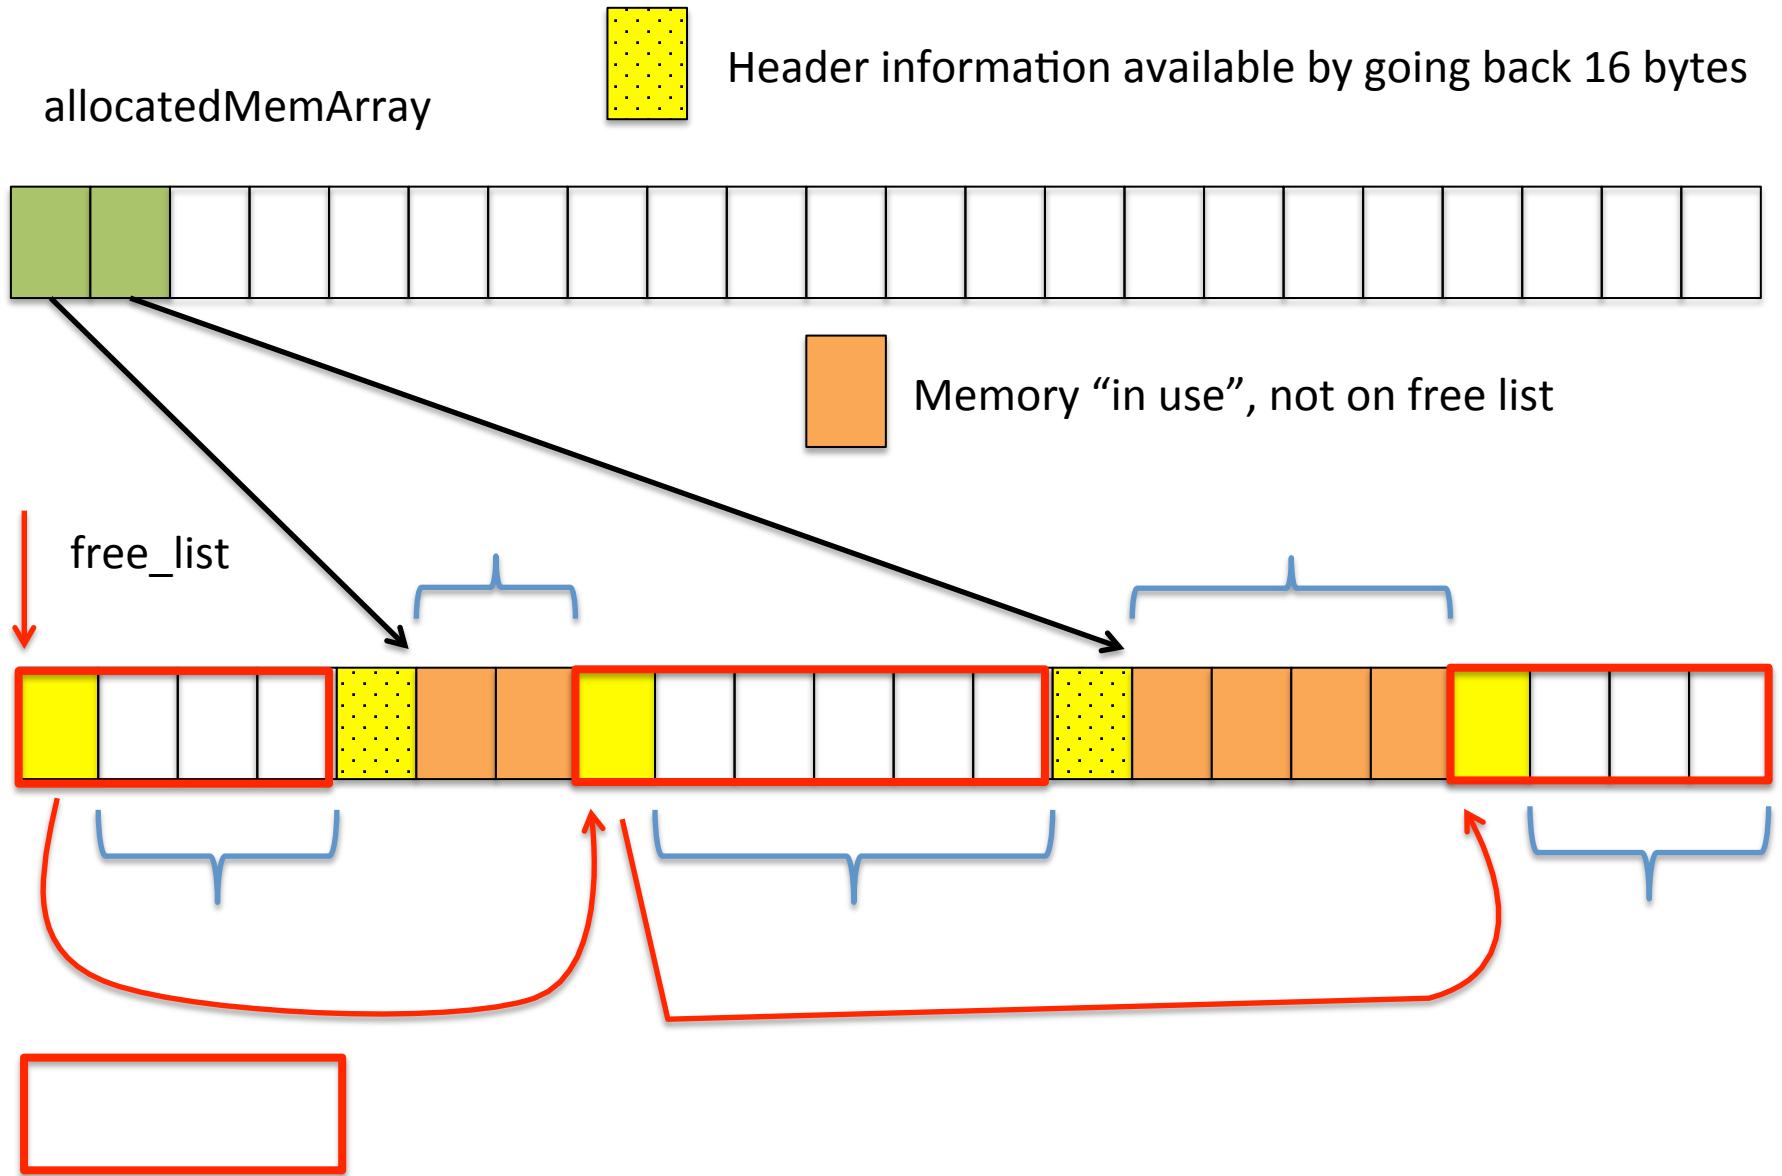 Header information available by going back 16 bytes
allocatedMemArray
Memory “in use”, not on free list
free_list